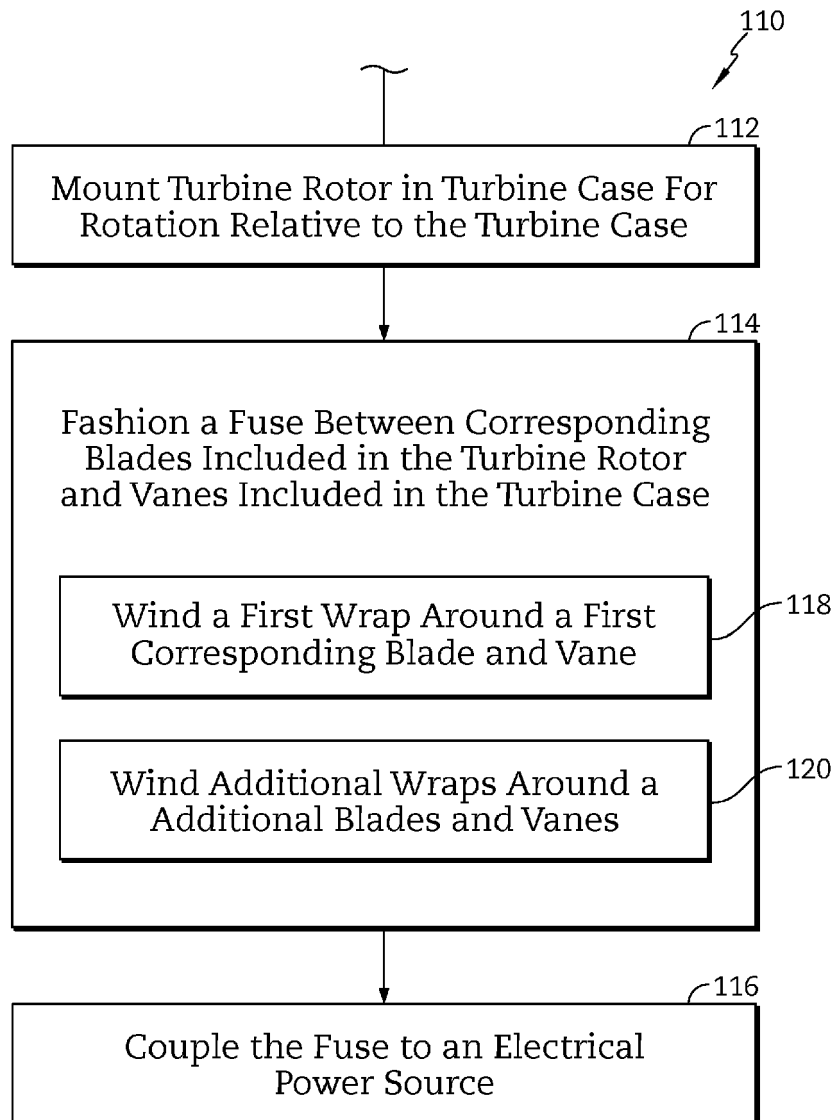 110
112
Mount Turbine Rotor in Turbine Case For
Rotation Relative to the Turbine Case
114
Fashion a Fuse Between Corresponding
Blades Included in the Turbine Rotor
and Vanes Included in the Turbine Case
Wind a First Wrap Around a First
Corresponding Blade and Vane
118
Wind Additional Wraps Around a
Additional Blades and Vanes
120
116
Couple the Fuse to an Electrical
Power Source